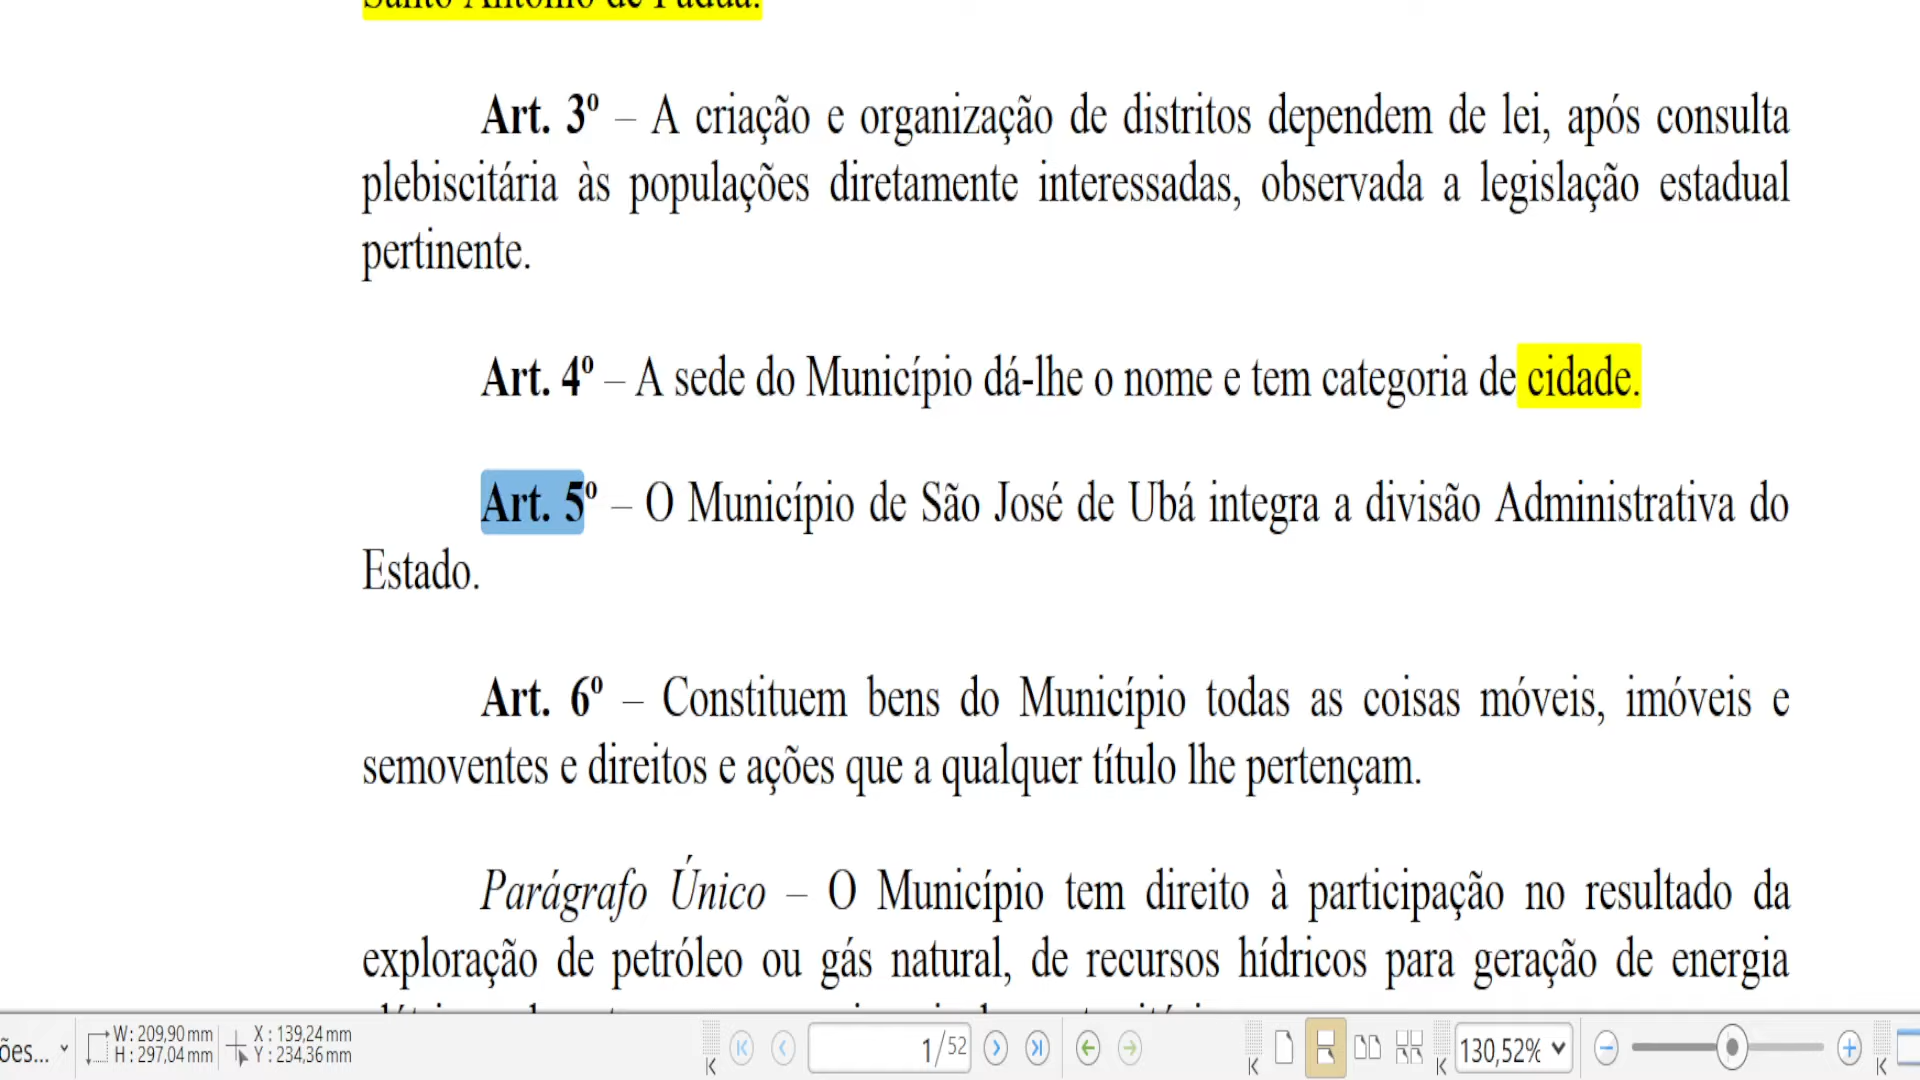 Santo Antônio de Pádua.
Art. 3º – A criação e organização de distritos dependem de lei, após consulta
plebiscitária às populações diretamente interessadas, observada a legislação estadual
pertinente.
Art. 4º – A sede do Município dá-lhe o nome e tem categoria de cidade.
Art. 5º – O Município de São José de Ubá integra a divisão Administrativa do
Estado.
Art. 6º – Constituem bens do Município todas as coisas móveis, imóveis e
semoventes e direitos e ações que a qualquer título lhe pertençam.
Parágrafo Único – O Município tem direito à participação no resultado da
exploração de petróleo ou gás natural, de recursos hídricos para geração de energia
ões...
W: 209,90 mm
H: 297,04 mm
X: 139,24 mm
Y: 234,36 mm
1/52
130,52%